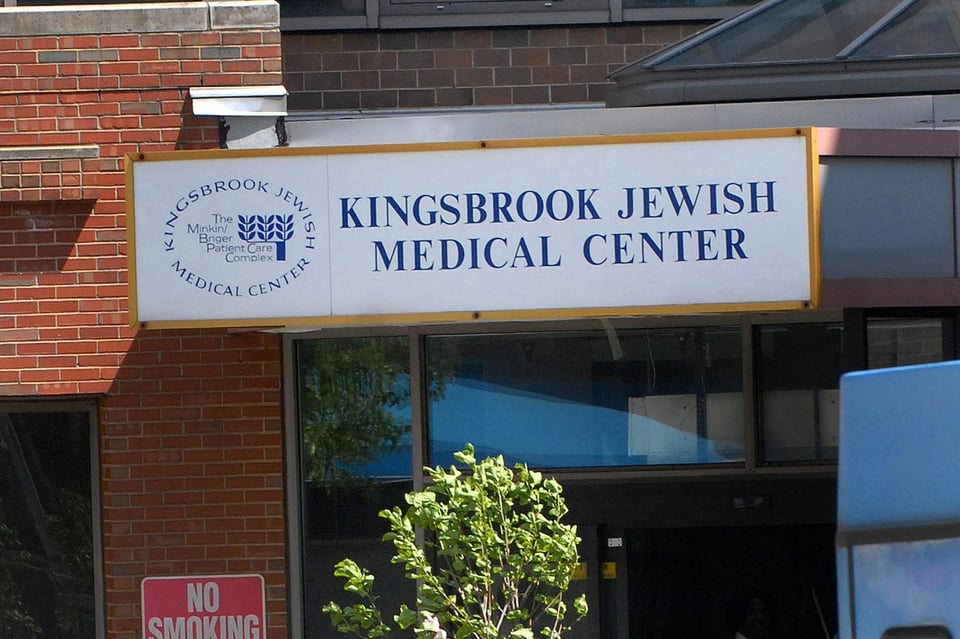 KINGSBROOK JEWISH
MEDICAL CENTER
The
Minkin/
Briger
Patient Care
Complex
KINGSBROOK JEWISH
MEDICAL CENTER
NO
SMOKING